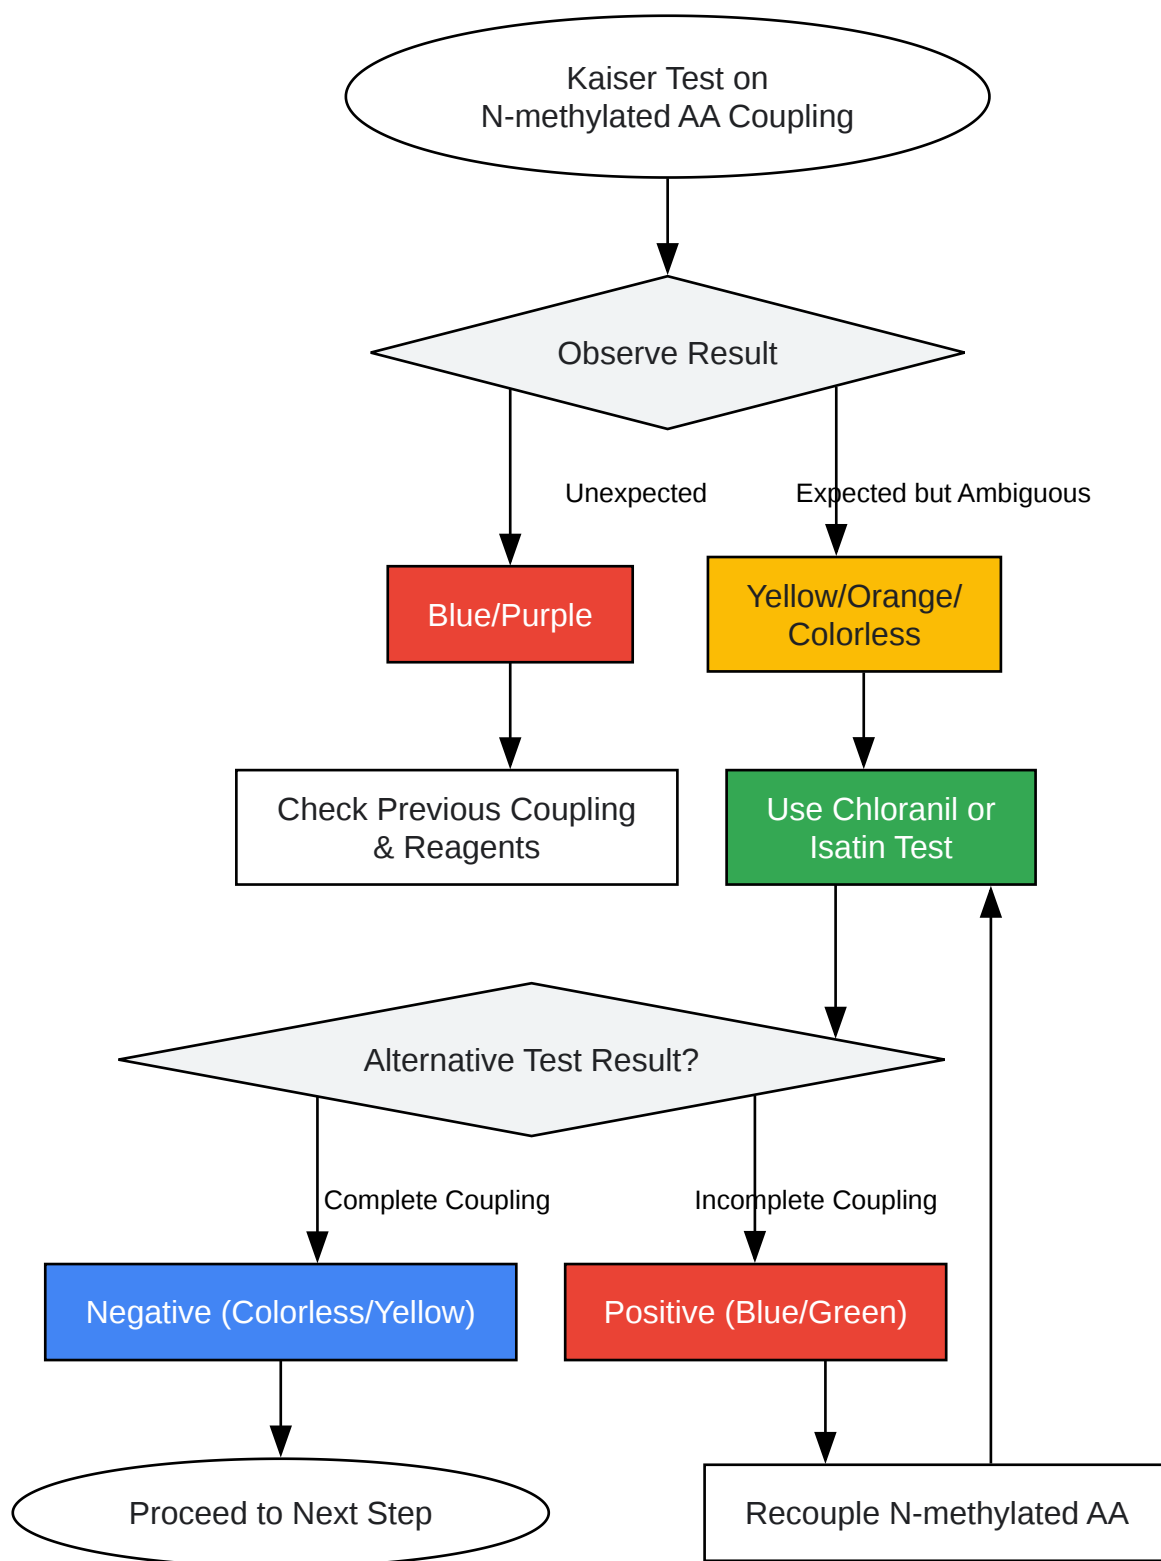 Kaiser Test on
N-methylated AA Coupling
Observe Result
Unexpected
Expected but Ambiguous
Blue/Purple
Yellow/Orange/
Colorless
Check Previous Coupling
& Reagents
Use Chloranil or
Isatin Test
Alternative Test Result?
Complete Coupling
Incomplete Coupling
Negative (Colorless/Yellow)
Positive (Blue/Green)
Proceed to Next Step
Recouple N-methylated AA